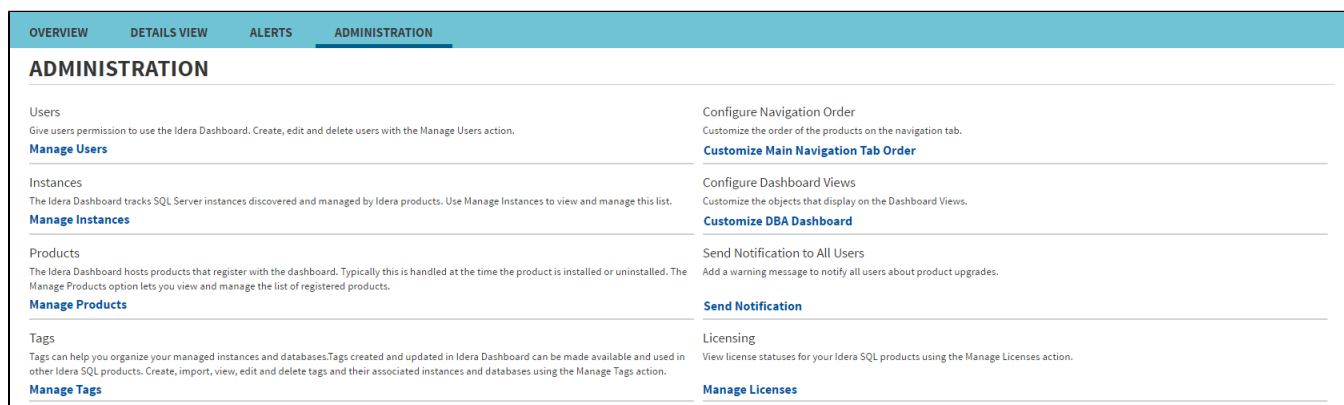 OVERVIEW DETAILS VIEW ALERTS ADMINISTRATION
ADMINISTRATION
Users
Give users permission to use the Idera Dashboard. Create, edit and delete users with the Manage Users action.
Manage Users
Instances
The Idera Dashboard tracks SQL Server instances discovered and managed by Idera products. Use Manage Instances to view and manage this list.
Manage Instances
Products
The Idera Dashboard hosts products that register with the dashboard. Typically this is handled at the time the product is installed or uninstalled. The
Manage Products option lets you view and manage the list of registered products.
Manage Products
Tags
Tags can help you organize your managed instances and databases.Tags created and updated in Idera Dashboard can be made available and used in
other Idera SQL products. Create, import, view, edit and delete tags and their associated instances and databases using the Manage Tags action.
Manage Tags
Configure Navigation Order
Customize the order of the products on the navigation tab.
Customize Main Navigation Tab Order
Configure Dashboard Views
Customize the objects that display on the Dashboard Views.
Customize DBA Dashboard
Send Notification to All Users
Add a warning message to notify all users about product upgrades.
Send Notification
Licensing
View license statuses for your Idera SQL products using the Manage Licenses action.
Manage Licenses